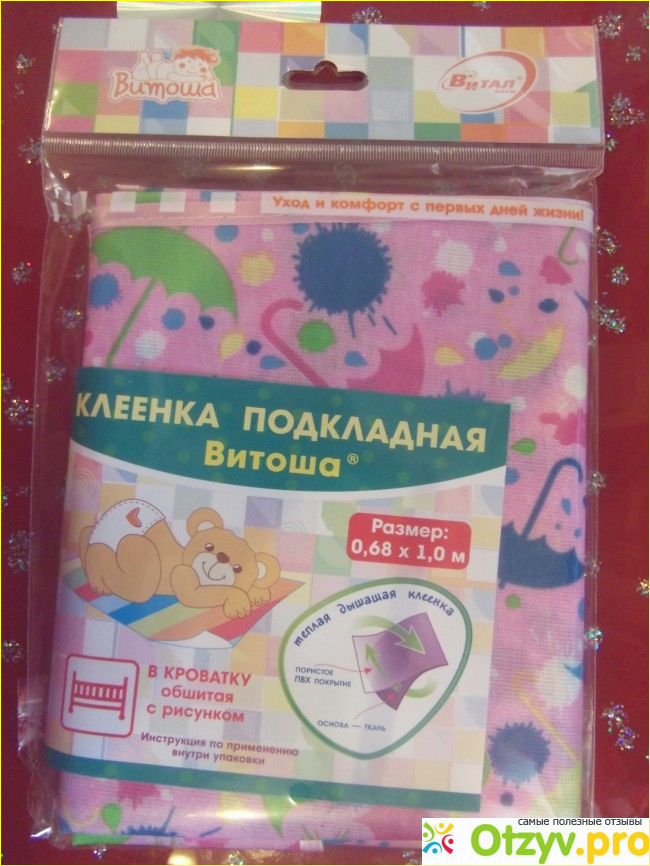 Витоша
ВИТАЛ
Уход и комфорт с первых дней жизни!
КЛЕЕНКА ПОДКЛАДНАЯ
Витоша®
Размер:
0,68 х 1,0 м
теплая дышащая клеенка
ПОРИСТОЕ
ПВХ ПОКРЫТИЕ
ОСНОВА — ТКАНЬ
В КРОВАТКУ
обшитая
с рисунком
Инструкция по применению
внутри упаковки
самые полезные отзывы
Otzyv.pro